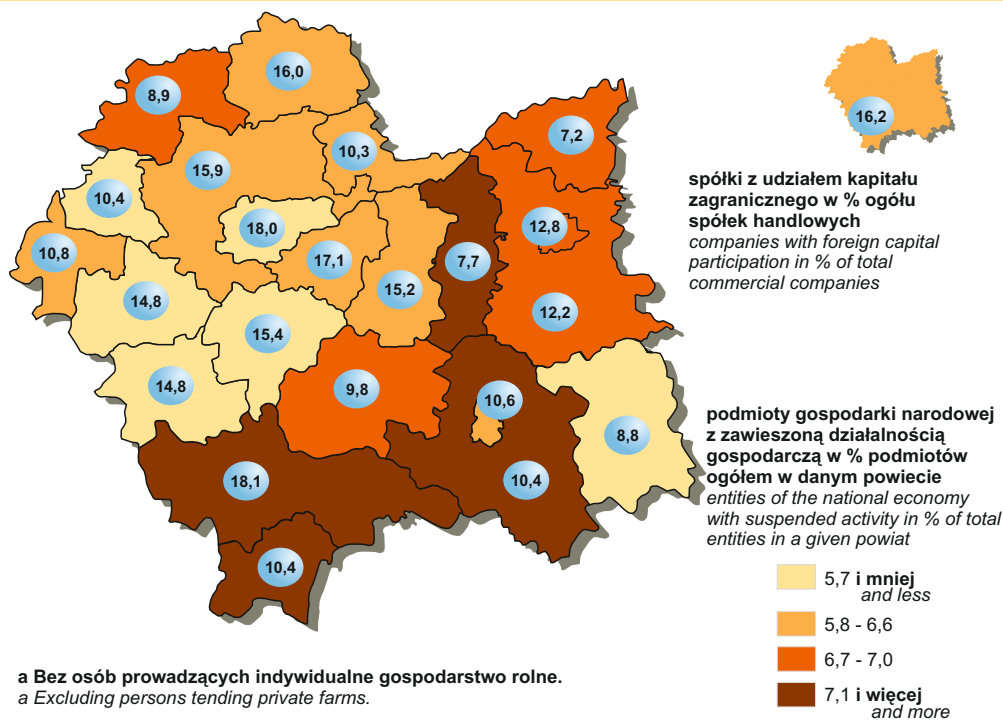 16,0
8,9
16,2
7,2
10,3
15,9
10,4
18,0
12,8
10,8
17,1
7,7
15,2
14,8
12,2
15,4
14,8
9,8
10,6
8,8
18,1
10,4
10,4
spółki z udziałem kapitału
zagranicznego w % ogółu
spółek handlowych
companies with foreign capital
participation in % of total
commercial companies
podmioty gospodarki narodowej
z zawieszoną działalnością
gospodarczą w % podmiotów
ogółem w danym powiecie
entities of the national economy
with suspended activity in % of total
entities in a given powiat
5,7 i mniej
and less
5,8 - 6,6
6,7 - 7,0
7,1 i więcej
and more
a Bez osób prowadzących indywidualne gospodarstwo rolne.
a Excluding persons tending private farms.